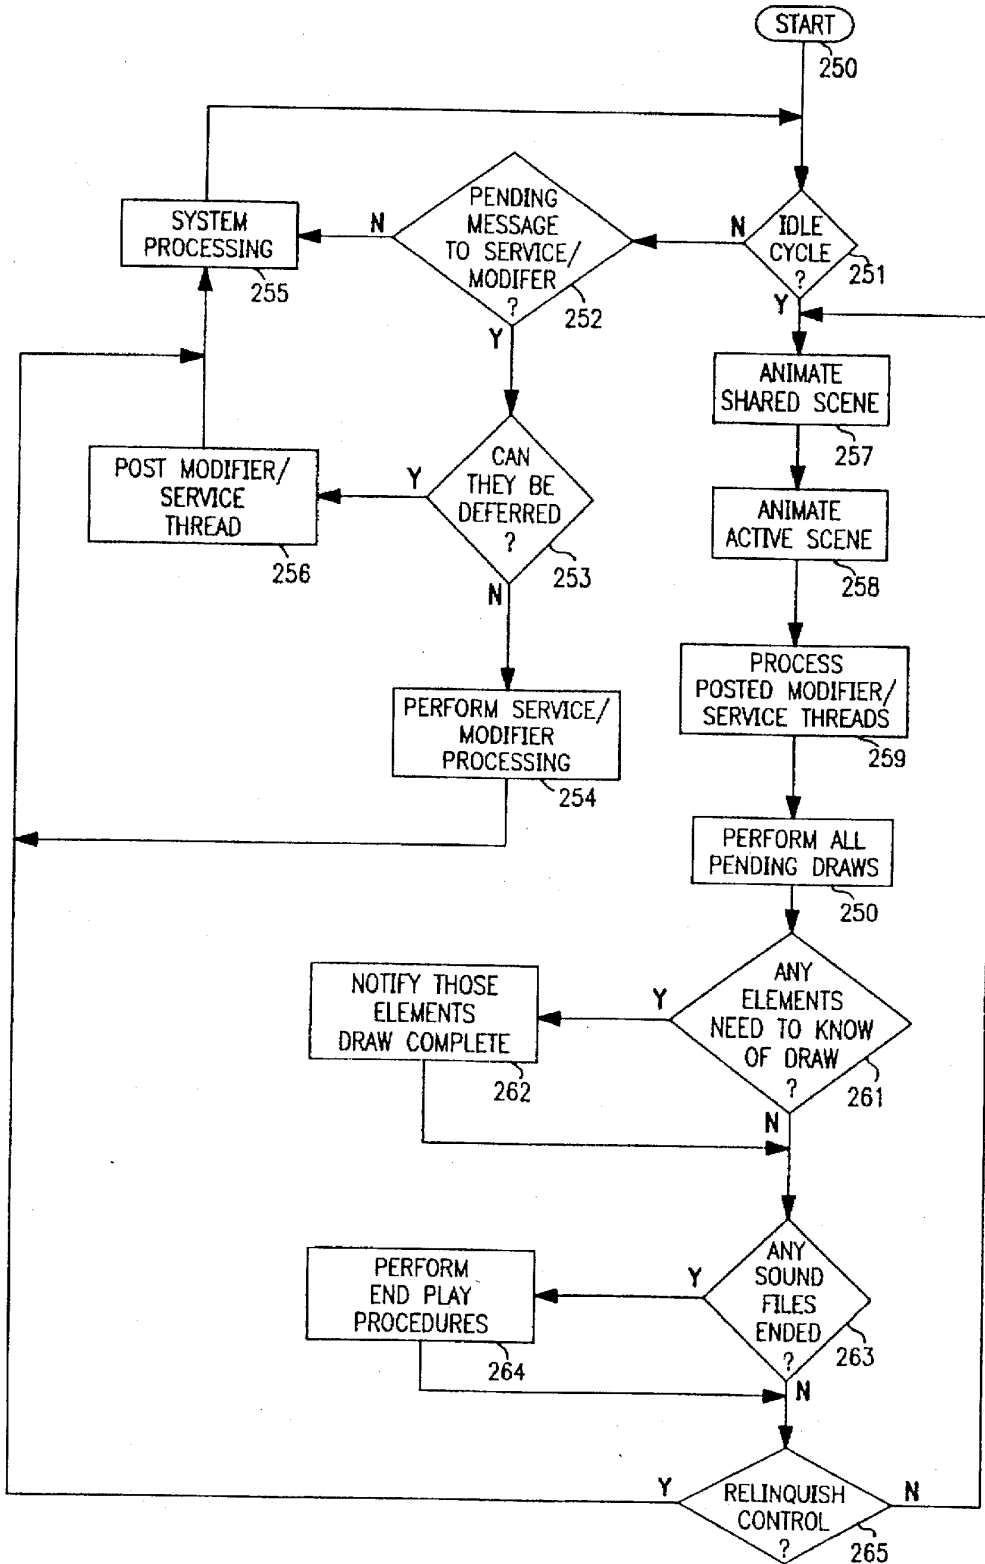 START
250
IDLE
CYCLE
?
251
N
Y
PENDING
MESSAGE
TO SERVICE/
MODIFER
?
252
N
Y
SYSTEM
PROCESSING
255
CAN
THEY BE
DEFERRED
?
253
Y
N
POST MODIFIER/
SERVICE
THREAD
256
PERFORM SERVICE/
MODIFIER
PROCESSING
254
ANIMATE
SHARED SCENE
257
ANIMATE
ACTIVE SCENE
258
PROCESS
POSTED MODIFIER/
SERVICE THREADS
259
PERFORM ALL
PENDING DRAWS
250
ANY
ELEMENTS
NEED TO KNOW
OF DRAW
?
261
Y
N
NOTIFY THOSE
ELEMENTS
DRAW COMPLETE
262
ANY
SOUND
FILES
ENDED
?
263
Y
N
PERFORM
END PLAY
PROCEDURES
264
RELINQUISH
CONTROL
?
265
Y
N